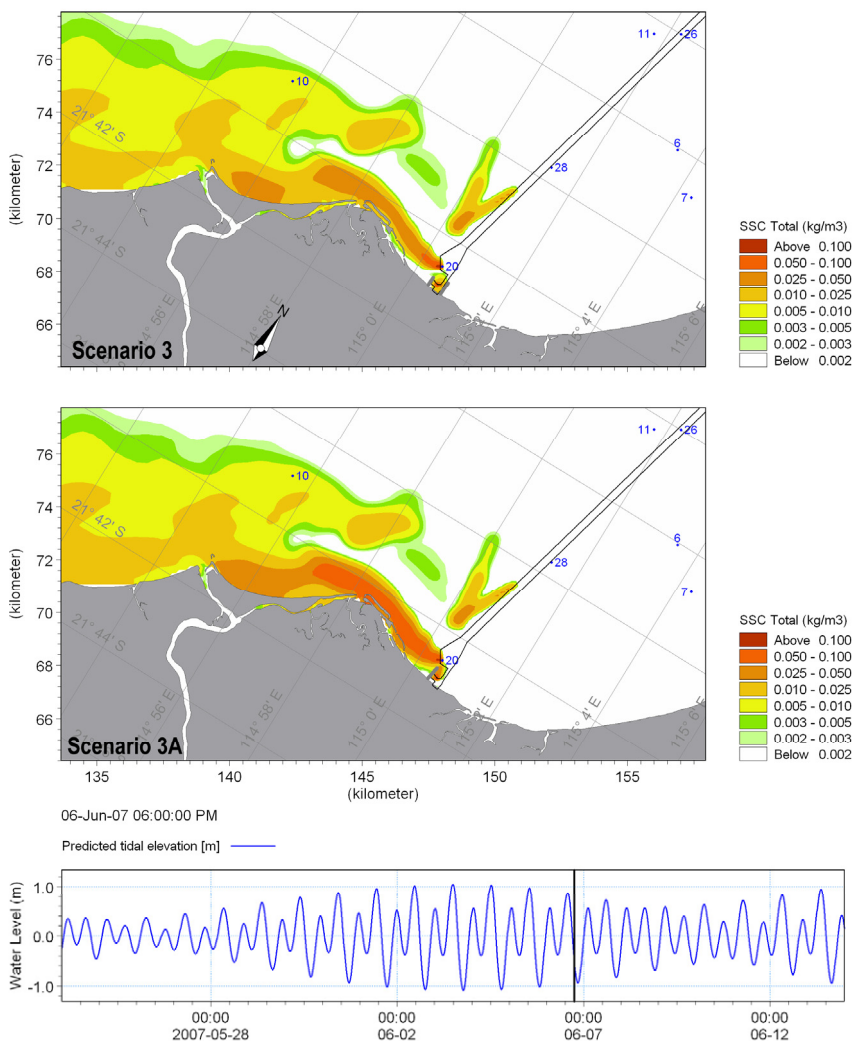 76
74
72
70
68
66
(kilometer)
10
11
26
28
6
7
20
21° 42' S
21° 44' S
114° 56' E
114° 58' E
115° 0' E
115° 2' E
115° 4' E
115° 6' E
N
Scenario 3
SSC Total (kg/m3)
Above 0.100
0.050 - 0.100
0.025 - 0.050
0.010 - 0.025
0.005 - 0.010
0.003 - 0.005
0.002 - 0.003
Below 0.002
76
74
72
70
68
66
(kilometer)
10
11
26
28
6
7
20
21° 42' S
21° 44' S
114° 56' E
114° 58' E
115° 0' E
115° 2' E
115° 4' E
115° 6' E
Scenario 3A
SSC Total (kg/m3)
Above 0.100
0.050 - 0.100
0.025 - 0.050
0.010 - 0.025
0.005 - 0.010
0.003 - 0.005
0.002 - 0.003
Below 0.002
135 140 145 150 155
(kilometer)
06-Jun-07 06:00:00 PM
Predicted tidal elevation [m]
Water Level (m)
1.0
0.0
-1.0
00:00 00:00 00:00 00:00
2007-05-28 06-02 06-07 06-12